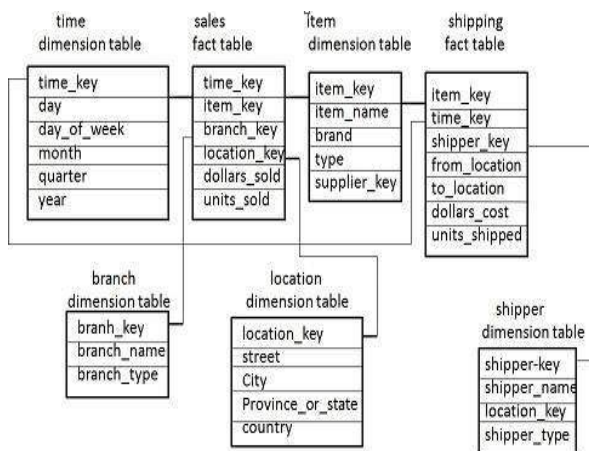 time
dimension table
time_key
day
day_of_week
month
quarter
year
sales
fact table
time_key
item_key
branch_key
location_key
dollars_sold
units_sold
item
dimension table
item_key
item_name
brand
type
supplier_key
shipping
fact table
item_key
time_key
shipper_key
from_location
to_location
dollars_cost
units_shipped
branch
dimension table
branh_key
branch_name
branch_type
location
dimension table
location_key
street
City
Province_or_state
country
shipper
dimension table
shipper-key
shipper_name
location_key
shipper_type